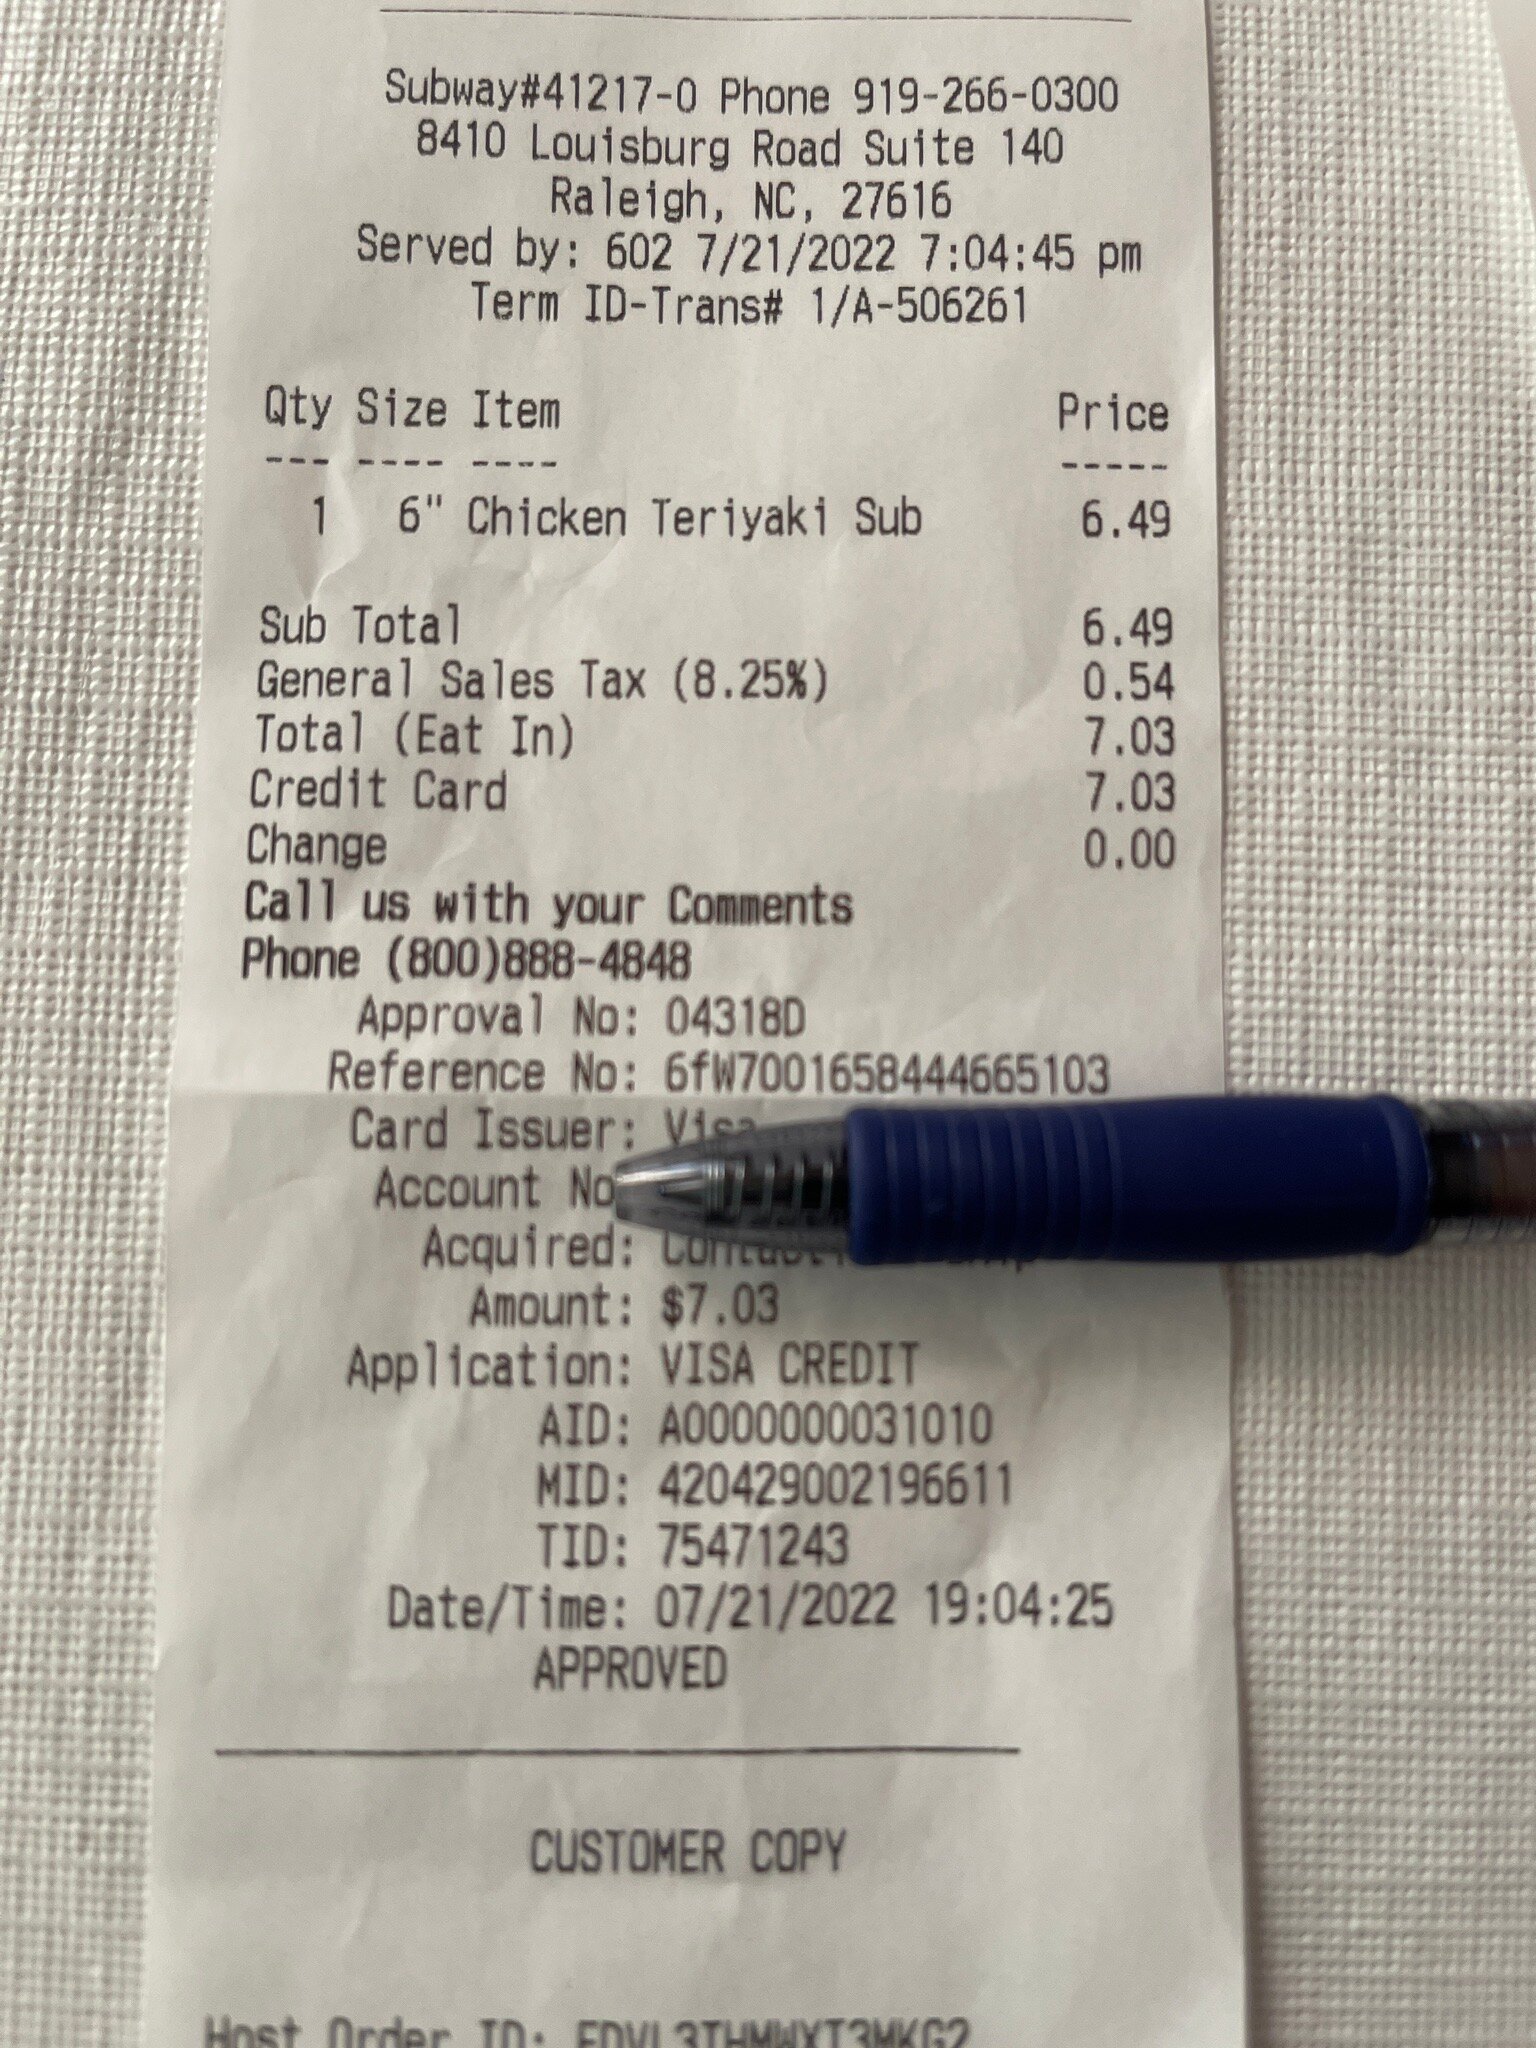 Subway#41217-0 Phone 919-266-0300
8410 Louisburg Road Suite 140
Raleigh, NC, 27616
Served by: 602 7/21/2022 7:04:45 pm
Term ID-Trans# 1/A-506261
Qty Size Item Price
--- ---- ---- -----
1 6" Chicken Teriyaki Sub 6.49
Sub Total 6.49
General Sales Tax (8.25%) 0.54
Total (Eat In) 7.03
Credit Card 7.03
Change 0.00
Call us with your Comments
Phone (800)888-4848
Approval No: 04318D
Reference No: 6fW7001658444665103
Card Issuer: Visa
Account No
Acquired:
Amount: $7.03
Application: VISA CREDIT
AID: A0000000031010
MID: 420429002196611
TID: 75471243
Date/Time: 07/21/2022 19:04:25
APPROVED
CUSTOMER COPY
Host Order ID: